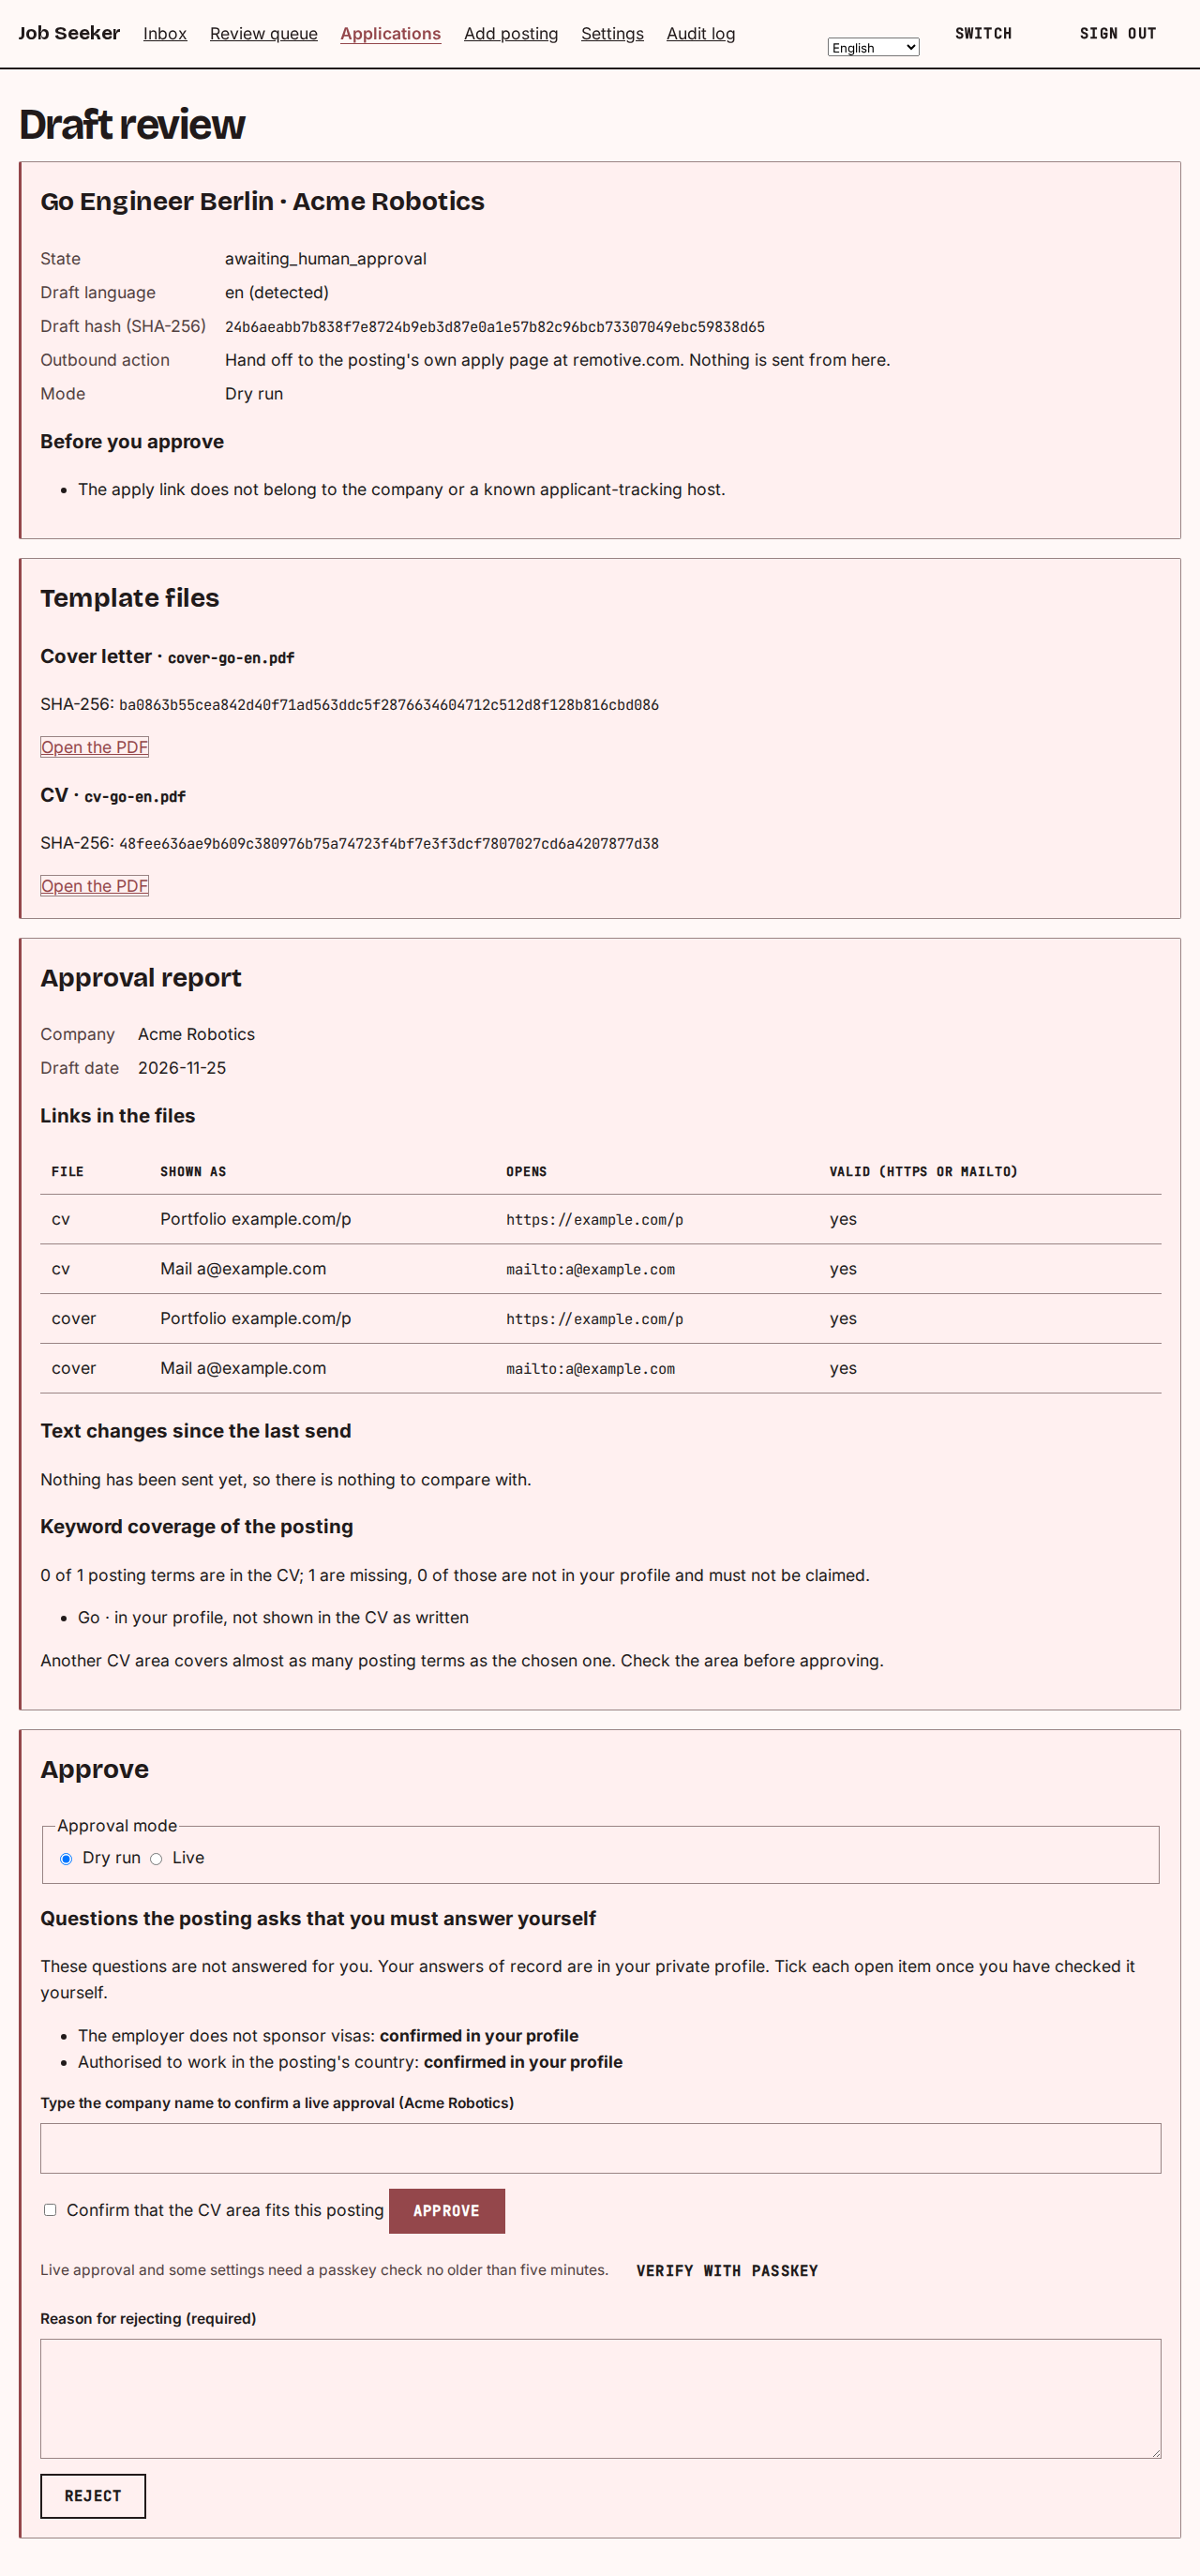 Job Seeker Inbox Review queue Applications Add posting Settings Audit log English SWITCH SIGN OUT
Draft review
Go Engineer Berlin · Acme Robotics
State awaiting_human_approval
Draft language en (detected)
Draft hash (SHA-256) 24b6aeabb7b838f7e8724b9eb3d87e0a1e57b82c96bcb73307049ebc59838d65
Outbound action Hand off to the posting's own apply page at remotive.com. Nothing is sent from here.
Mode Dry run
Before you approve
• The apply link does not belong to the company or a known applicant-tracking host.
Template files
Cover letter · cover-go-en.pdf
SHA-256: ba0863b55cea842d40f71ad563ddc5f2876634604712c512d8f128b816cbd086
Open the PDF
CV · cv-go-en.pdf
SHA-256: 48fee636ae9b609c380976b75a74723f4bf7e3f3dcf7807027cd6a4207877d38
Open the PDF
Approval report
Company Acme Robotics
Draft date 2026-11-25
Links in the files
FILE SHOWN AS OPENS VALID (HTTPS OR MAILTO)
cv Portfolio example.com/p https://example.com/p yes
cv Mail a@example.com mailto:a@example.com yes
cover Portfolio example.com/p https://example.com/p yes
cover Mail a@example.com mailto:a@example.com yes
Text changes since the last send
Nothing has been sent yet, so there is nothing to compare with.
Keyword coverage of the posting
0 of 1 posting terms are in the CV; 1 are missing, 0 of those are not in your profile and must not be claimed.
• Go · in your profile, not shown in the CV as written
Another CV area covers almost as many posting terms as the chosen one. Check the area before approving.
Approve
Approval mode
Dry run Live
Questions the posting asks that you must answer yourself
These questions are not answered for you. Your answers of record are in your private profile. Tick each open item once you have checked it
yourself.
• The employer does not sponsor visas: confirmed in your profile
• Authorised to work in the posting's country: confirmed in your profile
Type the company name to confirm a live approval (Acme Robotics)
Confirm that the CV area fits this posting APPROVE
Live approval and some settings need a passkey check no older than five minutes. VERIFY WITH PASSKEY
Reason for rejecting (required)
REJECT